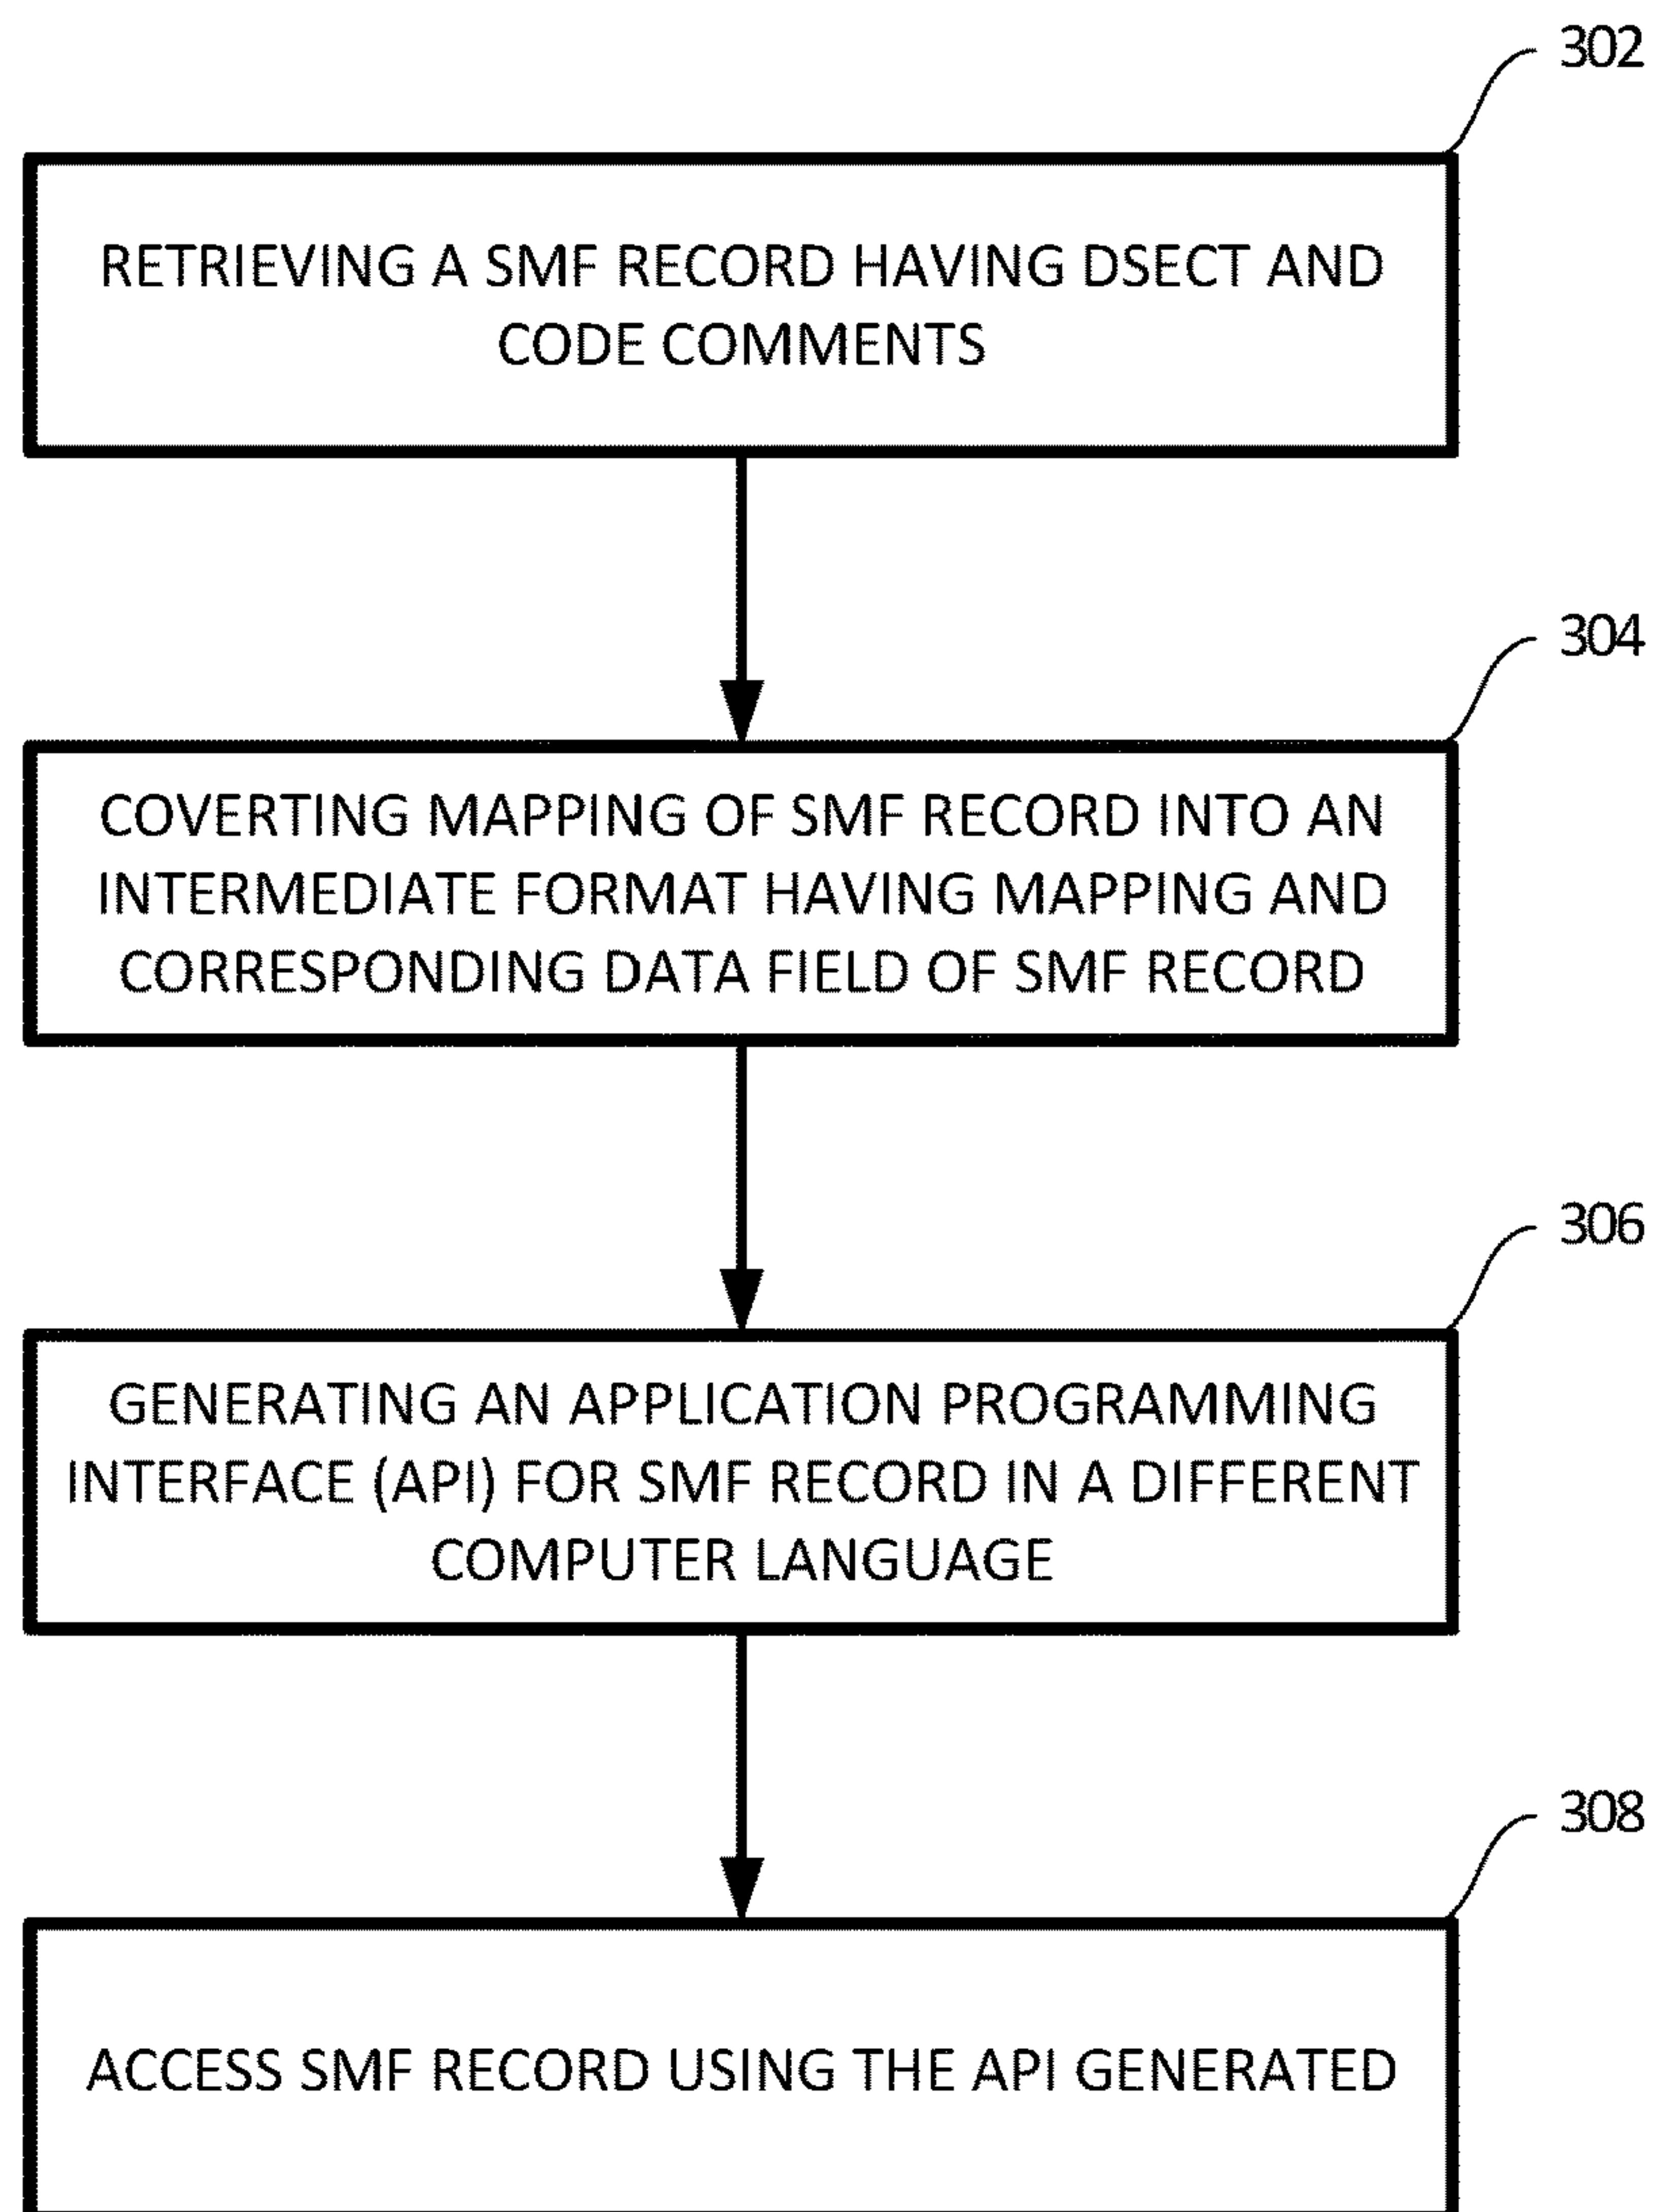 302
RETRIEVING A SMF RECORD HAVING DSECT AND
CODE COMMENTS
304
COVERTING MAPPING OF SMF RECORD INTO AN
INTERMEDIATE FORMAT HAVING MAPPING AND
CORRESPONDING DATA FIELD OF SMF RECORD
306
GENERATING AN APPLICATION PROGRAMMING
INTERFACE (API) FOR SMF RECORD IN A DIFFERENT
COMPUTER LANGUAGE
308
ACCESS SMF RECORD USING THE API GENERATED